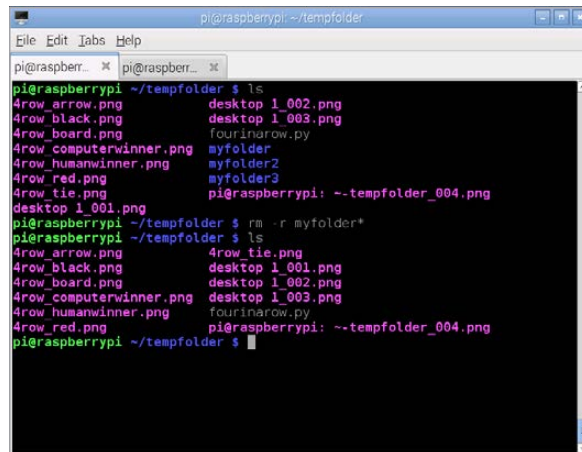 pi@raspberrypi: ~/tempfolder
File Edit Tabs Help
pi@raspberr... pi@raspberr...
pi@raspberrypi ~/tempfolder $ ls
4row_arrow.png desktop 1_002.png
4row_black.png desktop 1_003.png
4row_board.png fourinarow.py
4row_computerwinner.png myfolder
4row_humanwinner.png myfolder2
4row_red.png myfolder3
4row_tie.png pi@raspberrypi: ~-tempfolder_004.png
desktop 1_001.png
pi@raspberrypi ~/tempfolder $ rm -r myfolder*
pi@raspberrypi ~/tempfolder $ ls
4row_arrow.png 4row_tie.png
4row_black.png desktop 1_001.png
4row_board.png desktop 1_002.png
4row_computerwinner.png desktop 1_003.png
4row_humanwinner.png fourinarow.py
4row_red.png pi@raspberrypi: ~-tempfolder_004.png
pi@raspberrypi ~/tempfolder $